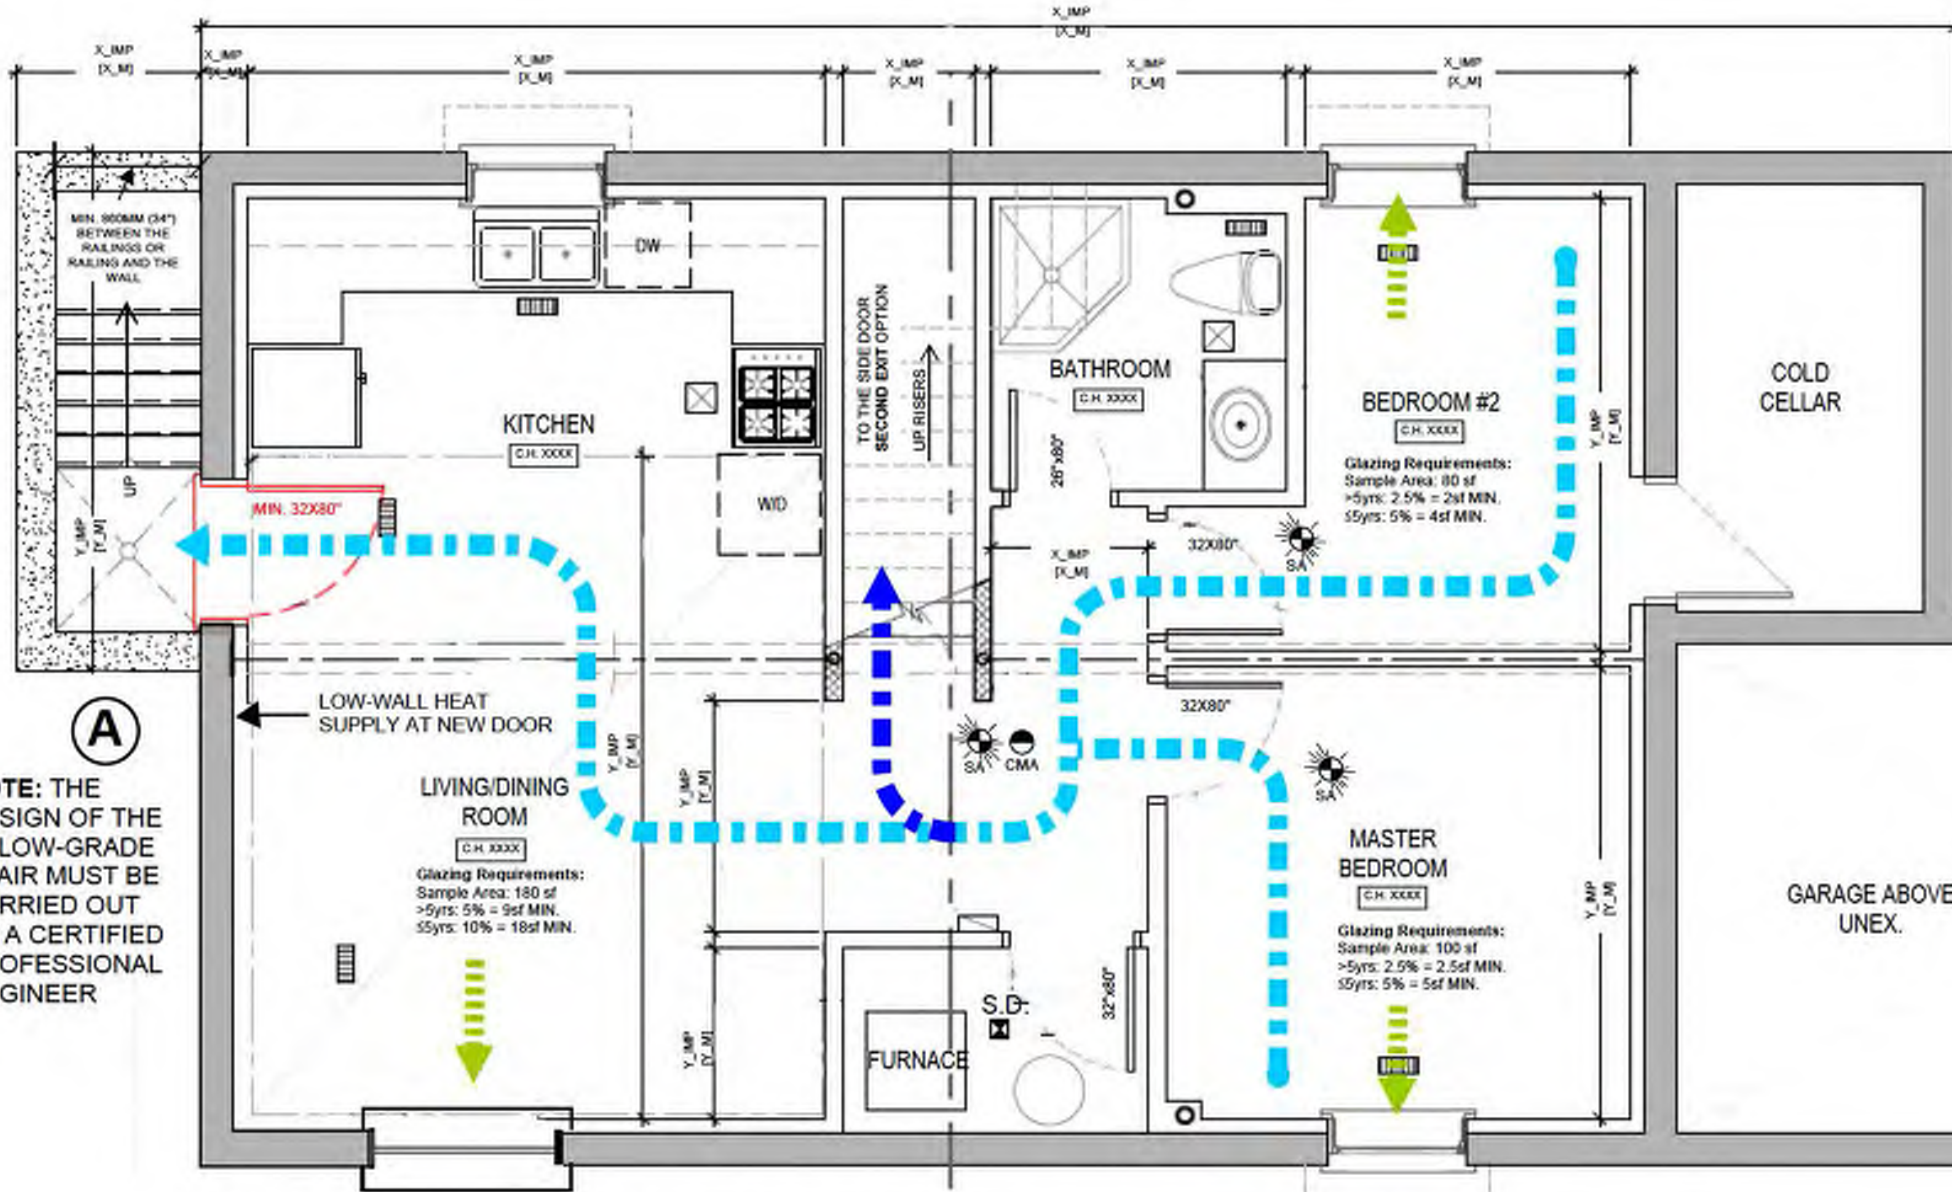 X_IMP
[X_M]
X_IMP
[X_M]
X_IMP
[X_M]
X_IMP
[X_M]
X_IMP
[X_M]
X_IMP
[X_M]
X_IMP
[X_M]
MIN. 860MM (34")
BETWEEN THE
RAILINGS OR
RAILING AND THE
WALL
UP
Y_IMP
[Y_M]
MIN. 32X80"
DW
KITCHEN
C.H. XXXX
W/D
TO THE SIDE DOOR
SECOND EXIT OPTION
UP RISERS
BATHROOM
C.H. XXXX
26"x80"
X_IMP
[X_M]
BEDROOM #2
C.H. XXXX
Glazing Requirements:
Sample Area: 80 sf
>5yrs: 2.5% = 2sf MIN.
≤5yrs: 5% = 4sf MIN.
32X80"
SA
Y_IMP
[Y_M]
COLD
CELLAR
LOW-WALL HEAT
SUPPLY AT NEW DOOR
A
TE: THE
SIGN OF THE
LOW-GRADE
AIR MUST BE
RRIED OUT
A CERTIFIED
OFESSIONAL
GINEER
LIVING/DINING
ROOM
C.H. XXXX
Glazing Requirements:
Sample Area: 180 sf
>5yrs: 5% = 9sf MIN.
≤5yrs: 10% = 18sf MIN.
Y_IMP
[Y_M]
Y_IMP
[Y_M]
Y_IMP
[Y_M]
SA
CMA
32X80"
SA
MASTER
BEDROOM
C.H. XXXX
Glazing Requirements:
Sample Area: 100 sf
>5yrs: 2.5% = 2.5sf MIN.
≤5yrs: 5% = 5sf MIN.
Y_IMP
[Y_M]
S.D.
FURNACE
32"x80"
GARAGE ABOVE
UNEX.